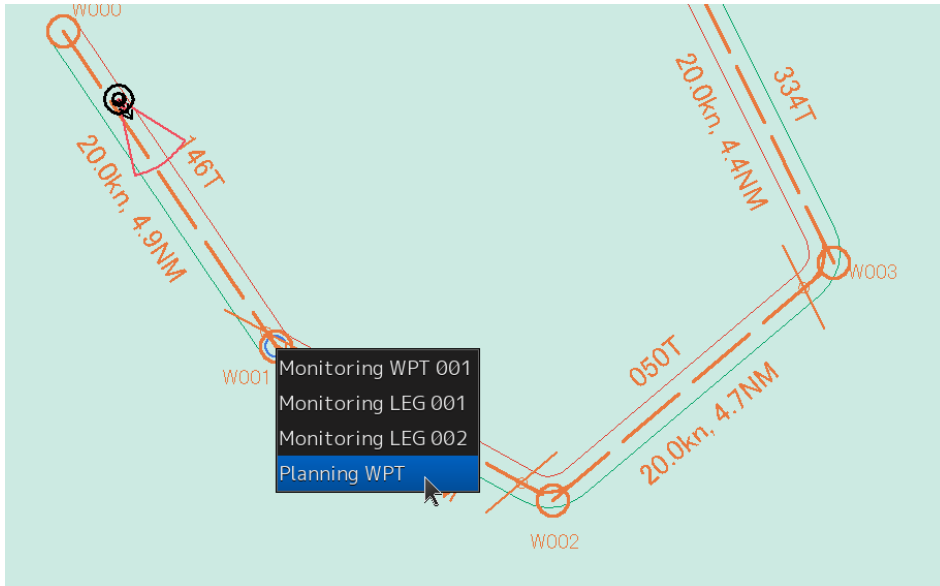 W000
146T
20.0kn, 4.9NM
W001
Monitoring WPT 001
Monitoring LEG 001
Monitoring LEG 002
Planning WPT
W002
050T
20.0kn, 4.7NM
W003
334T
20.0kn, 4.4NM